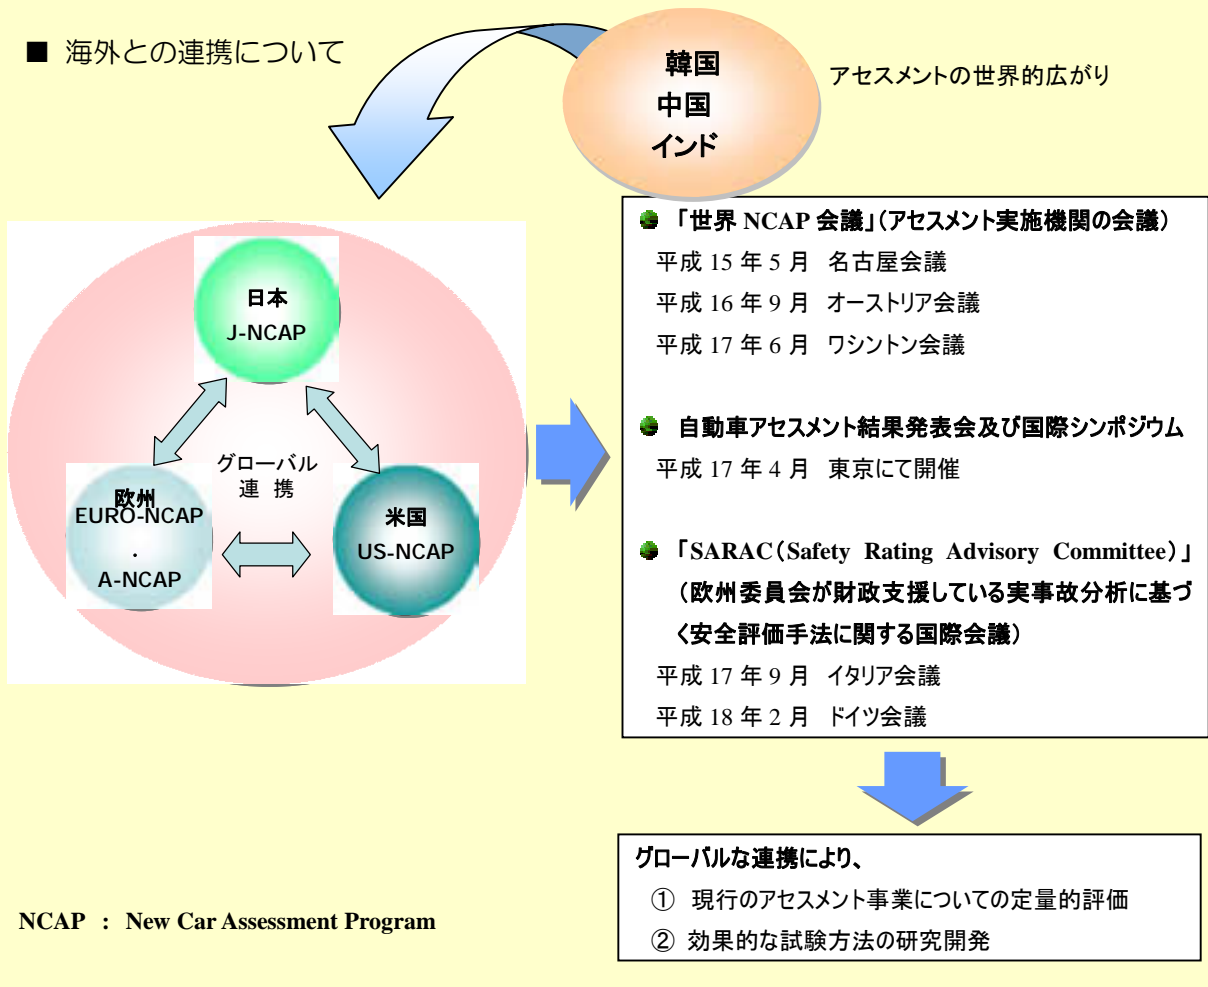 ■ 海外との連携について
韓国
中国
インド
アセスメントの世界的広がり
日本
J-NCAP
グローバル
連 携
欧州
EURO-NCAP
・
A-NCAP
米国
US-NCAP
「世界 NCAP 会議」（アセスメント実施機関の会議）
平成 15 年 5 月 名古屋会議
平成 16 年 9 月 オーストリア会議
平成 17 年 6 月 ワシントン会議
自動車アセスメント結果発表会及び国際シンポジウム
平成 17 年 4 月 東京にて開催
「SARAC（Safety Rating Advisory Committee）」
（欧州委員会が財政支援している実事故分析に基づ
く安全評価手法に関する国際会議）
平成 17 年 9 月 イタリア会議
平成 18 年 2 月 ドイツ会議
グローバルな連携により、
① 現行のアセスメント事業についての定量的評価
② 効果的な試験方法の研究開発
NCAP : New Car Assessment Program